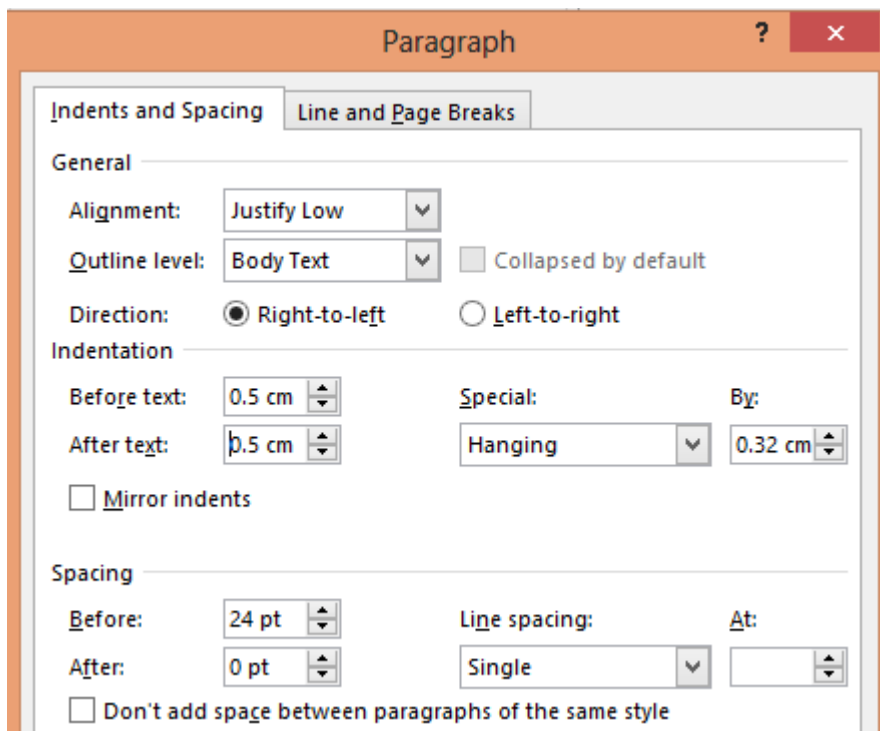 Paragraph ?
Indents and Spacing Line and Page Breaks
General
Alignment: Justify Low
Outline level: Body Text Collapsed by default
Direction: Right-to-left Left-to-right
Indentation
Before text: 0.5 cm Special: By:
After text: 0.5 cm Hanging 0.32 cm
Mirror indents
Spacing
Before: 24 pt Line spacing: At:
After: 0 pt Single
Don't add space between paragraphs of the same style